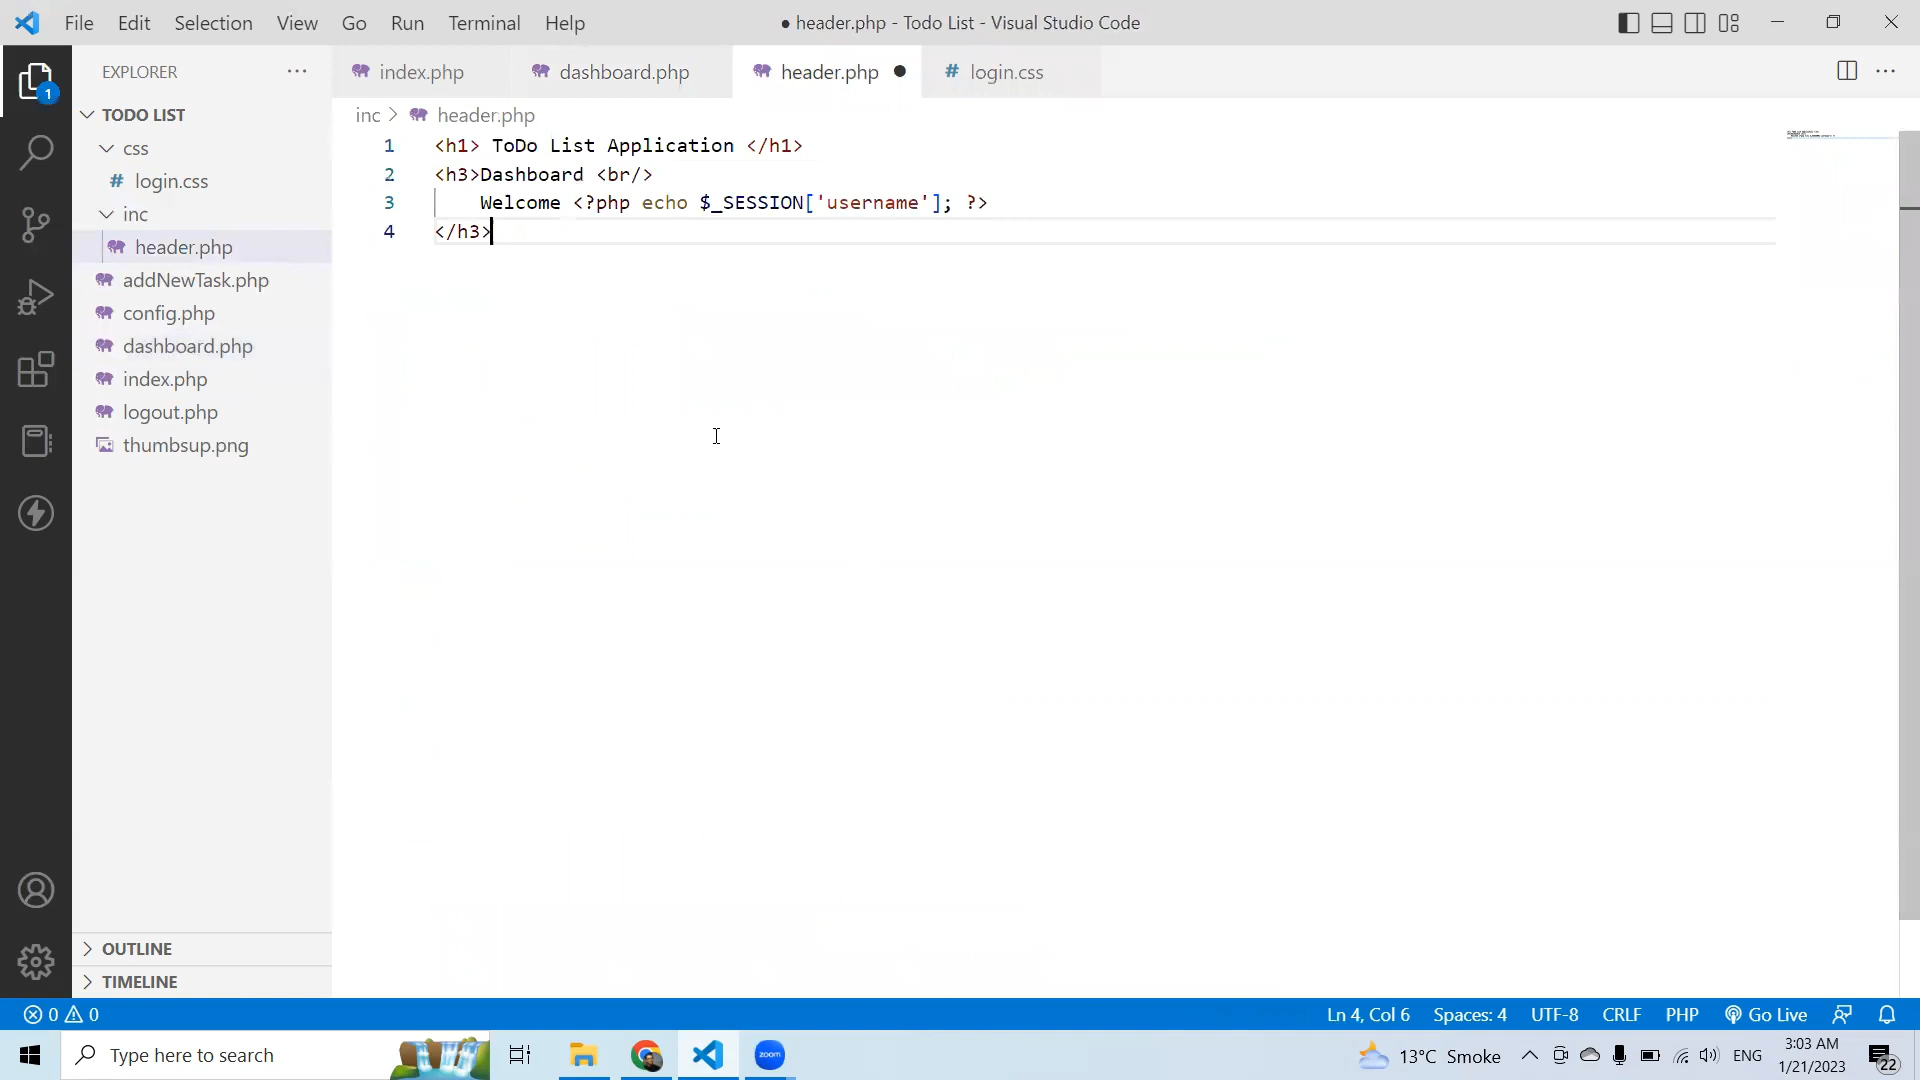 File Edit Selection View Go Run Terminal Help ● header.php - Todo List - Visual Studio Code
EXPLORER ···
index.php dashboard.php header.php ● # login.css
TODO LIST
css
# login.css
inc
header.php
addNewTask.php
config.php
dashboard.php
index.php
logout.php
thumbsup.png
OUTLINE
TIMELINE
1
inc > header.php
1 <h1> ToDo List Application </h1>
2 <h3>Dashboard <br/>
3 Welcome <?php echo $_SESSION['username']; ?>
4 </h3>
0 0 Ln 4, Col 6 Spaces: 4 UTF-8 CRLF PHP Go Live
Type here to search zoom 13°C Smoke ENG 3:03 AM
1/21/2023
22